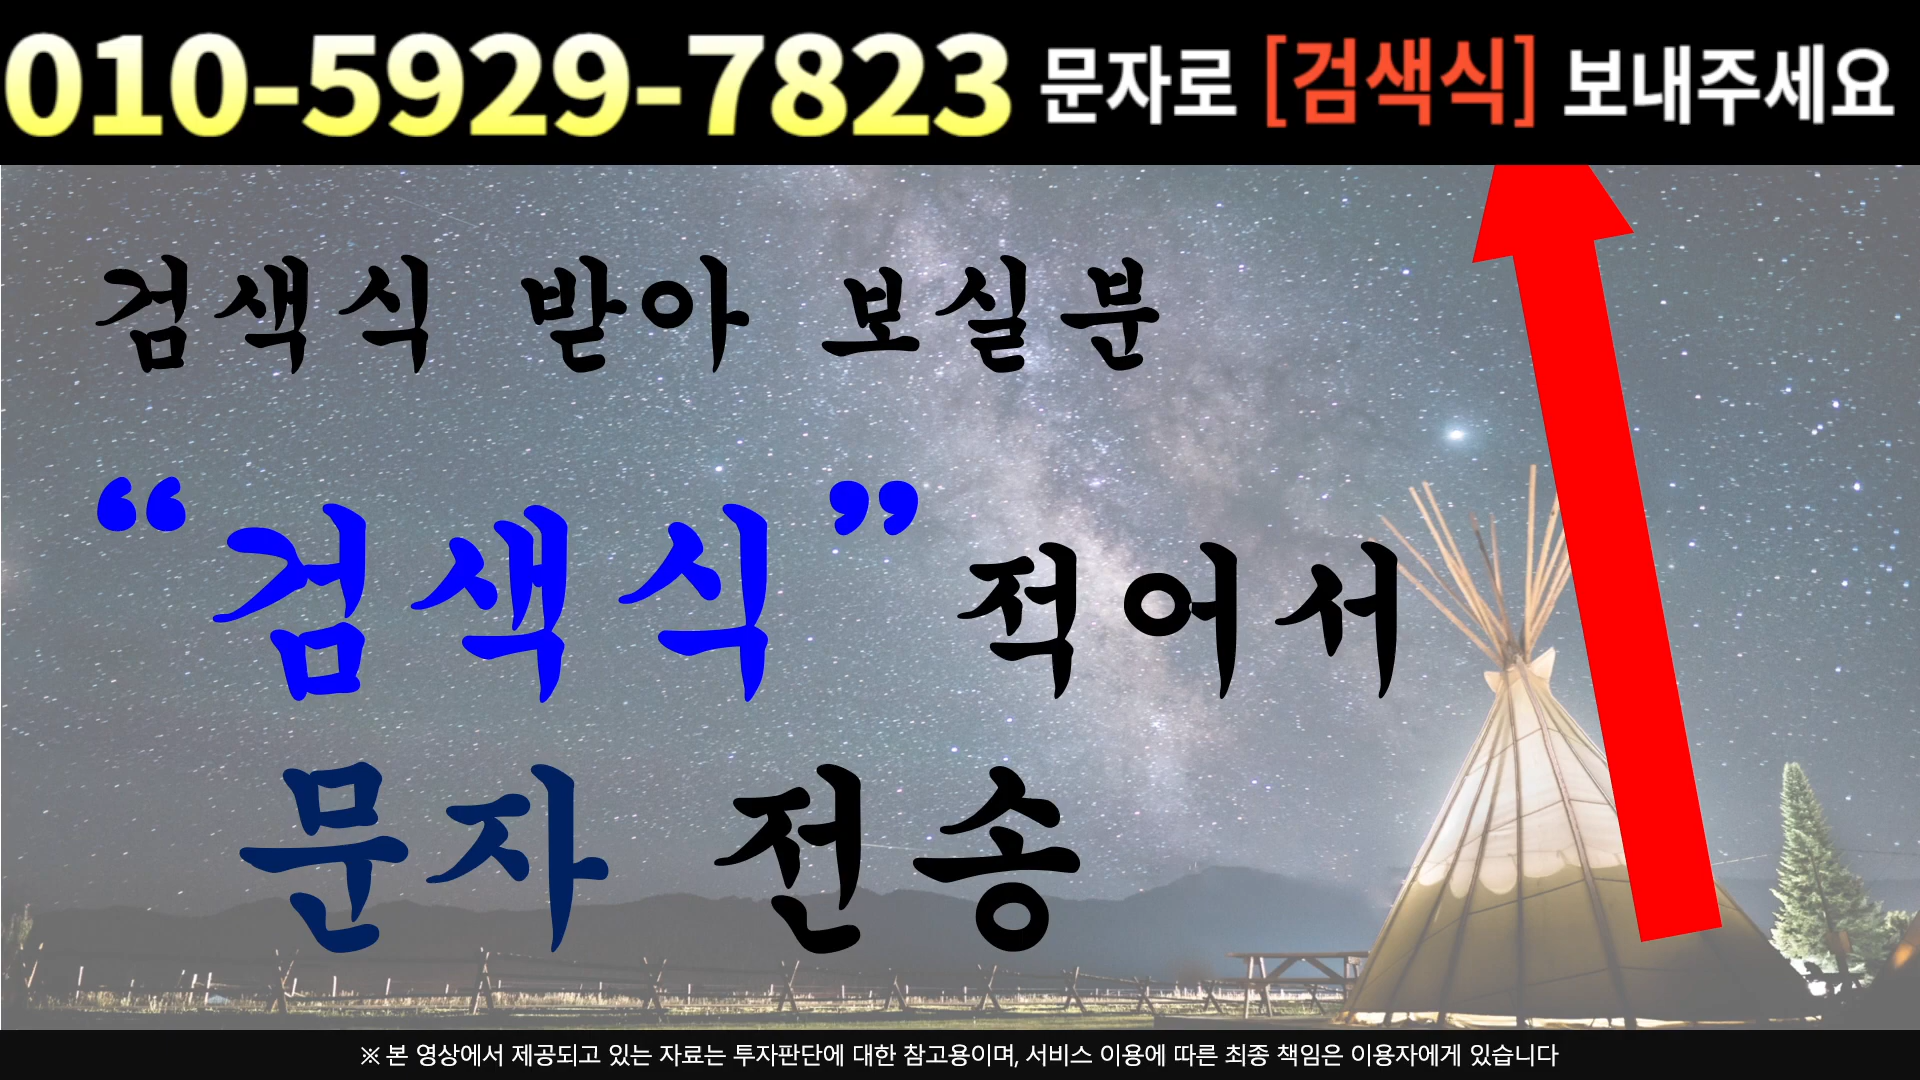 010-5929-7823 문자로 [검색식] 보내주세요
검색식 받아 보실분
“검색식” 적어서
문자 전송
※ 본 영상에서 제공되고 있는 자료는 투자판단에 대한 참고용이며, 서비스 이용에 따른 최종 책임은 이용자에게 있습니다